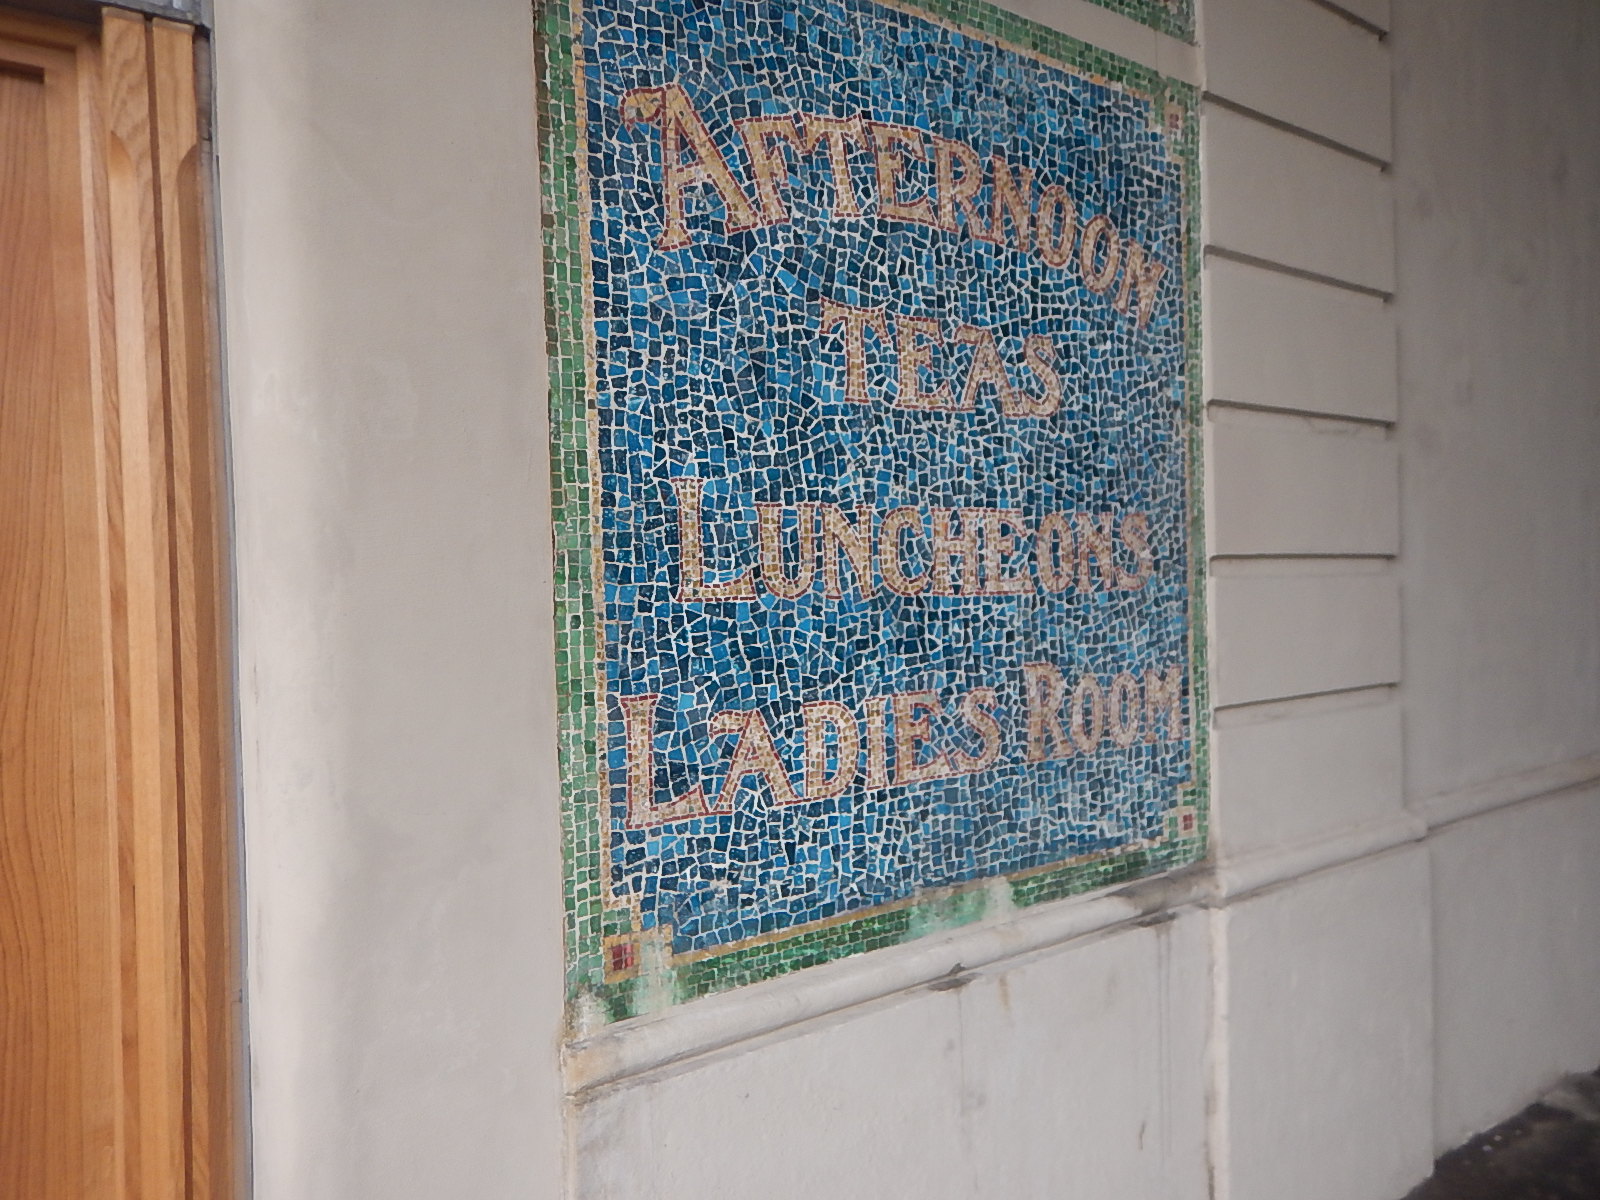 AFTERNOON
TEAS
LUNCHEONS
LADIES ROOM